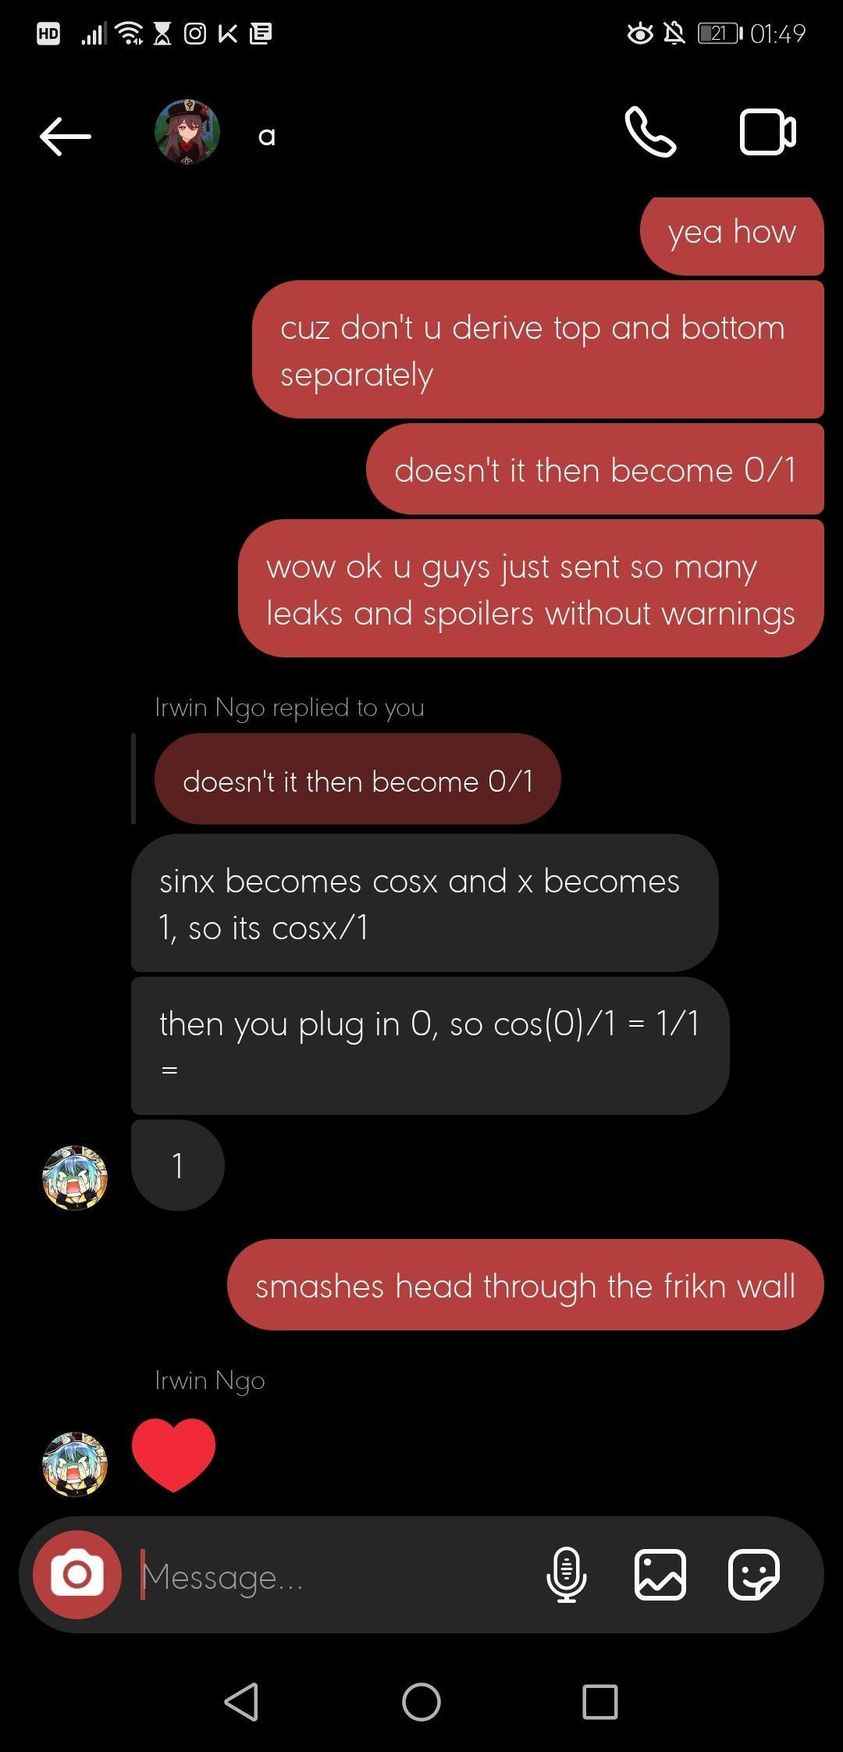 HD
21 01:49
a
yea how
cuz don't u derive top and bottom
separately
doesn't it then become 0/1
wow ok u guys just sent so many
leaks and spoilers without warnings
Irwin Ngo replied to you
doesn't it then become 0/1
sinx becomes cosx and x becomes
1, so its cosx/1
then you plug in 0, so cos(0)/1 = 1/1
=
1
smashes head through the frikn wall
Irwin Ngo
Message...